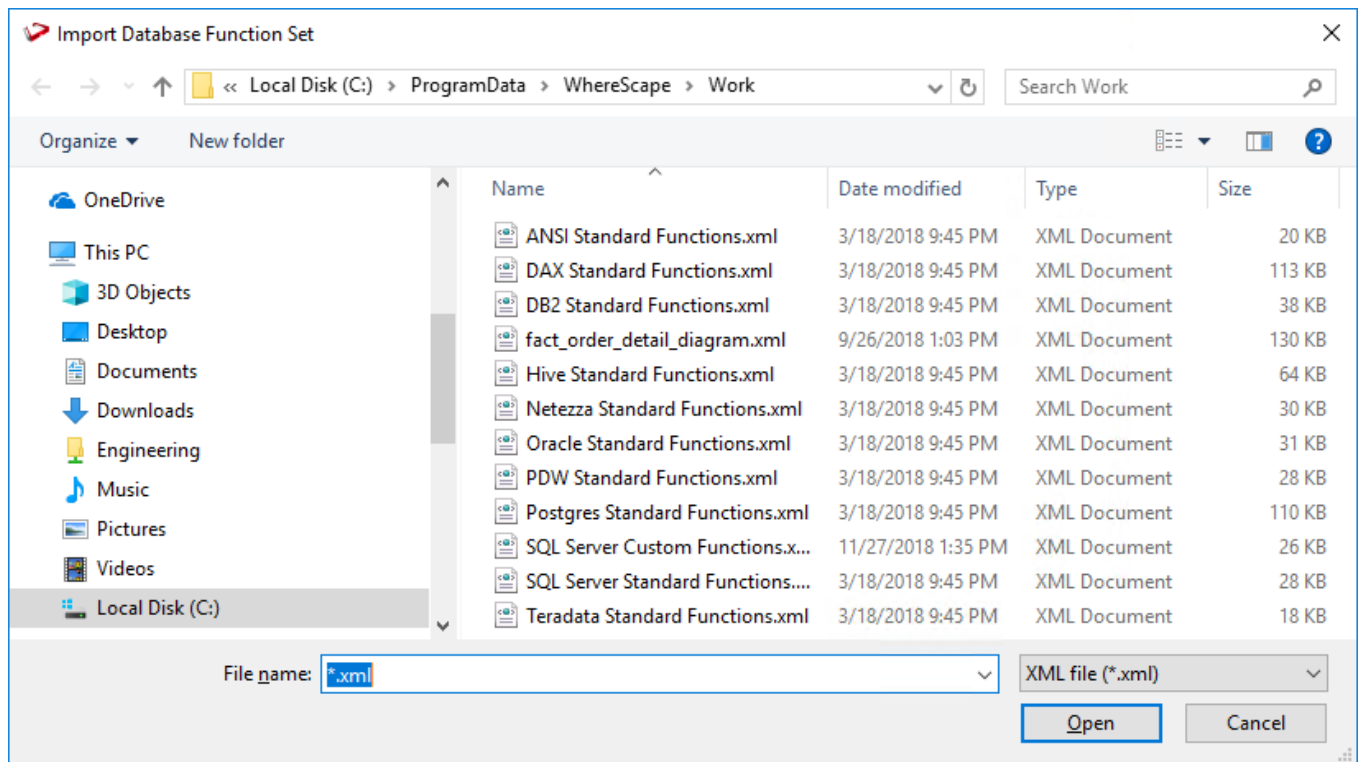 Import Database Function Set
« Local Disk (C:) › ProgramData › WhereScape › Work
Search Work
Organize
New folder
?
OneDrive
This PC
3D Objects
Desktop
Documents
Downloads
Engineering
Music
Pictures
Videos
Local Disk (C:)
Name Date modified Type Size
ANSI Standard Functions.xml 3/18/2018 9:45 PM XML Document 20 KB
DAX Standard Functions.xml 3/18/2018 9:45 PM XML Document 113 KB
DB2 Standard Functions.xml 3/18/2018 9:45 PM XML Document 38 KB
fact_order_detail_diagram.xml 9/26/2018 1:03 PM XML Document 130 KB
Hive Standard Functions.xml 3/18/2018 9:45 PM XML Document 64 KB
Netezza Standard Functions.xml 3/18/2018 9:45 PM XML Document 30 KB
Oracle Standard Functions.xml 3/18/2018 9:45 PM XML Document 31 KB
PDW Standard Functions.xml 3/18/2018 9:45 PM XML Document 28 KB
Postgres Standard Functions.xml 3/18/2018 9:45 PM XML Document 110 KB
SQL Server Custom Functions.x... 11/27/2018 1:35 PM XML Document 26 KB
SQL Server Standard Functions.... 3/18/2018 9:45 PM XML Document 28 KB
Teradata Standard Functions.xml 3/18/2018 9:45 PM XML Document 18 KB
File name: *.xml
XML file (*.xml)
Open
Cancel